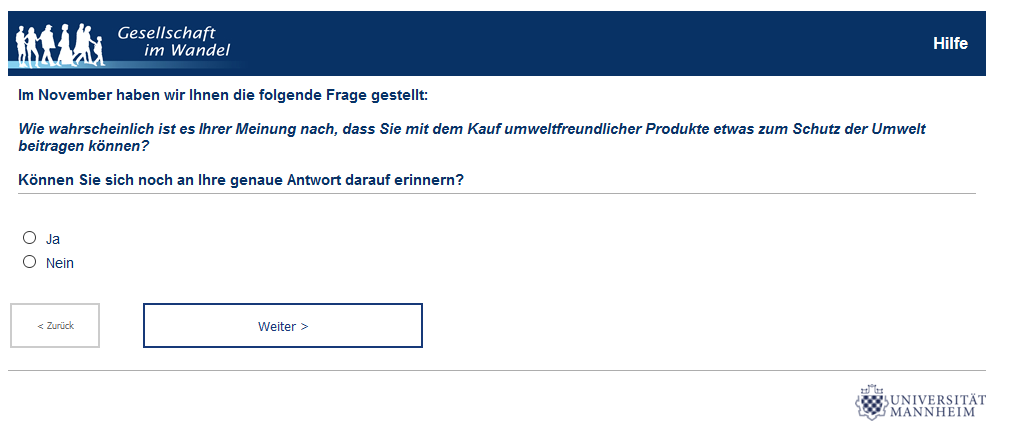 Gesellschaft
im Wandel
Hilfe
Im November haben wir Ihnen die folgende Frage gestellt:
Wie wahrscheinlich ist es Ihrer Meinung nach, dass Sie mit dem Kauf umweltfreundlicher Produkte etwas zum Schutz der Umwelt
beitragen können?
Können Sie sich noch an Ihre genaue Antwort darauf erinnern?
Ja
Nein
< Zurück
Weiter >
UNIVERSITÄT
MANNHEIM